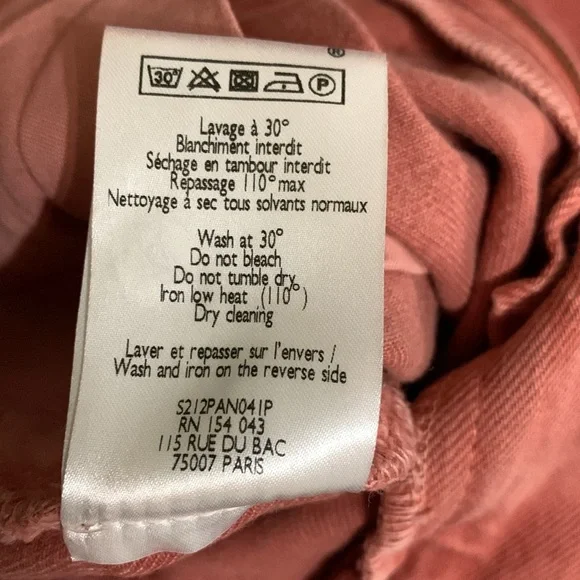 ®
30°
P
Lavage à 30°
Blanchiment interdit
Séchage en tambour interdit
Repassage 110° max
Nettoyage à sec tous solvants normaux
Wash at 30°
Do not bleach
Do not tumble dry
Iron low heat (110°)
Dry cleaning
Laver et repasser sur l'envers /
Wash and iron on the reverse side
S212PAN041P
RN 154 043
115 RUE DU BAC
75007 PARIS